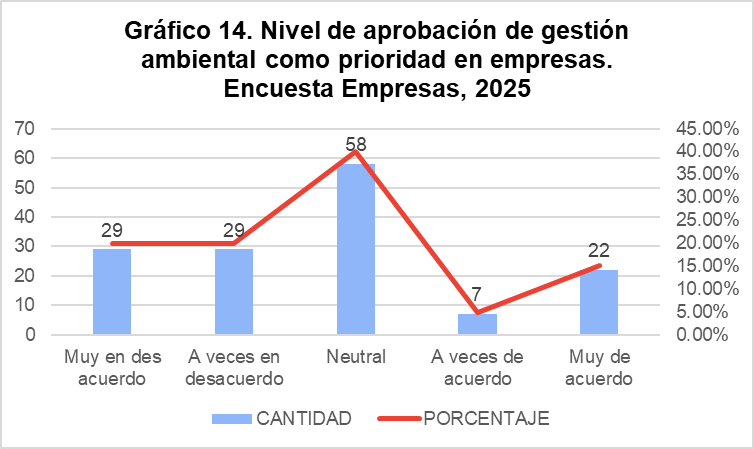 Gráfico 14. Nivel de aprobación de gestión
ambiental como prioridad en empresas.
Encuesta Empresas, 2025
70
60
50
40
30
20
10
0
45.00%
40.00%
35.00%
30.00%
25.00%
20.00%
15.00%
10.00%
5.00%
0.00%
29
29
58
7
22
Muy en des
acuerdo
A veces en
desacuerdo
Neutral
A veces de
acuerdo
Muy de
acuerdo
CANTIDAD
PORCENTAJE